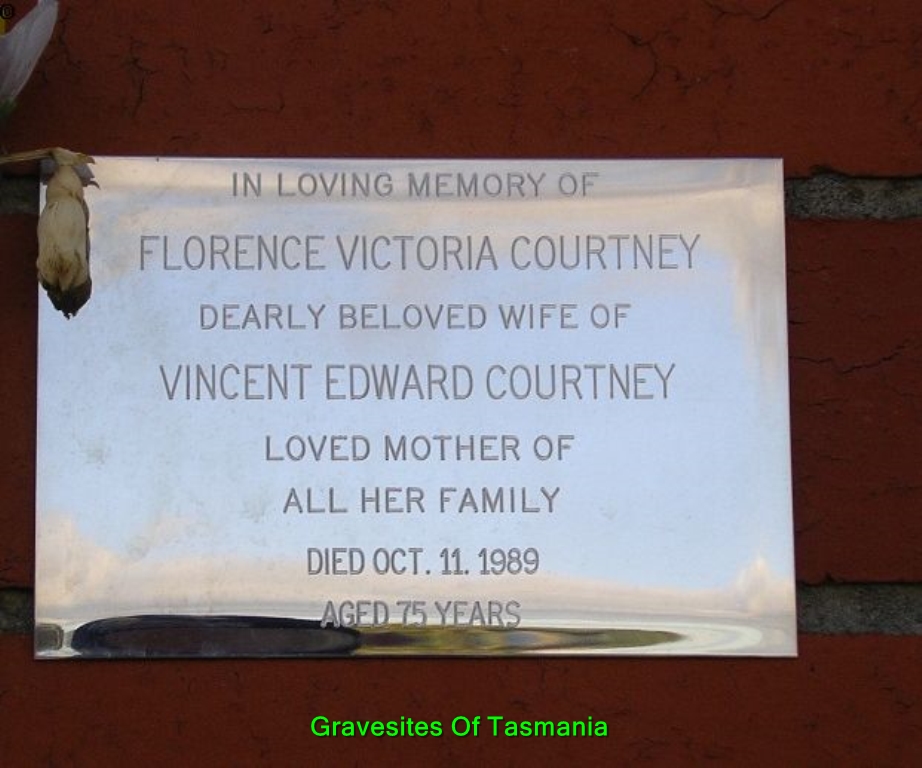 IN LOVING MEMORY OF
FLORENCE VICTORIA COURTNEY
DEARLY BELOVED WIFE OF
VINCENT EDWARD COURTNEY
LOVED MOTHER OF
ALL HER FAMILY
DIED OCT. 11. 1989
AGED 75 YEARS
Gravesites Of Tasmania